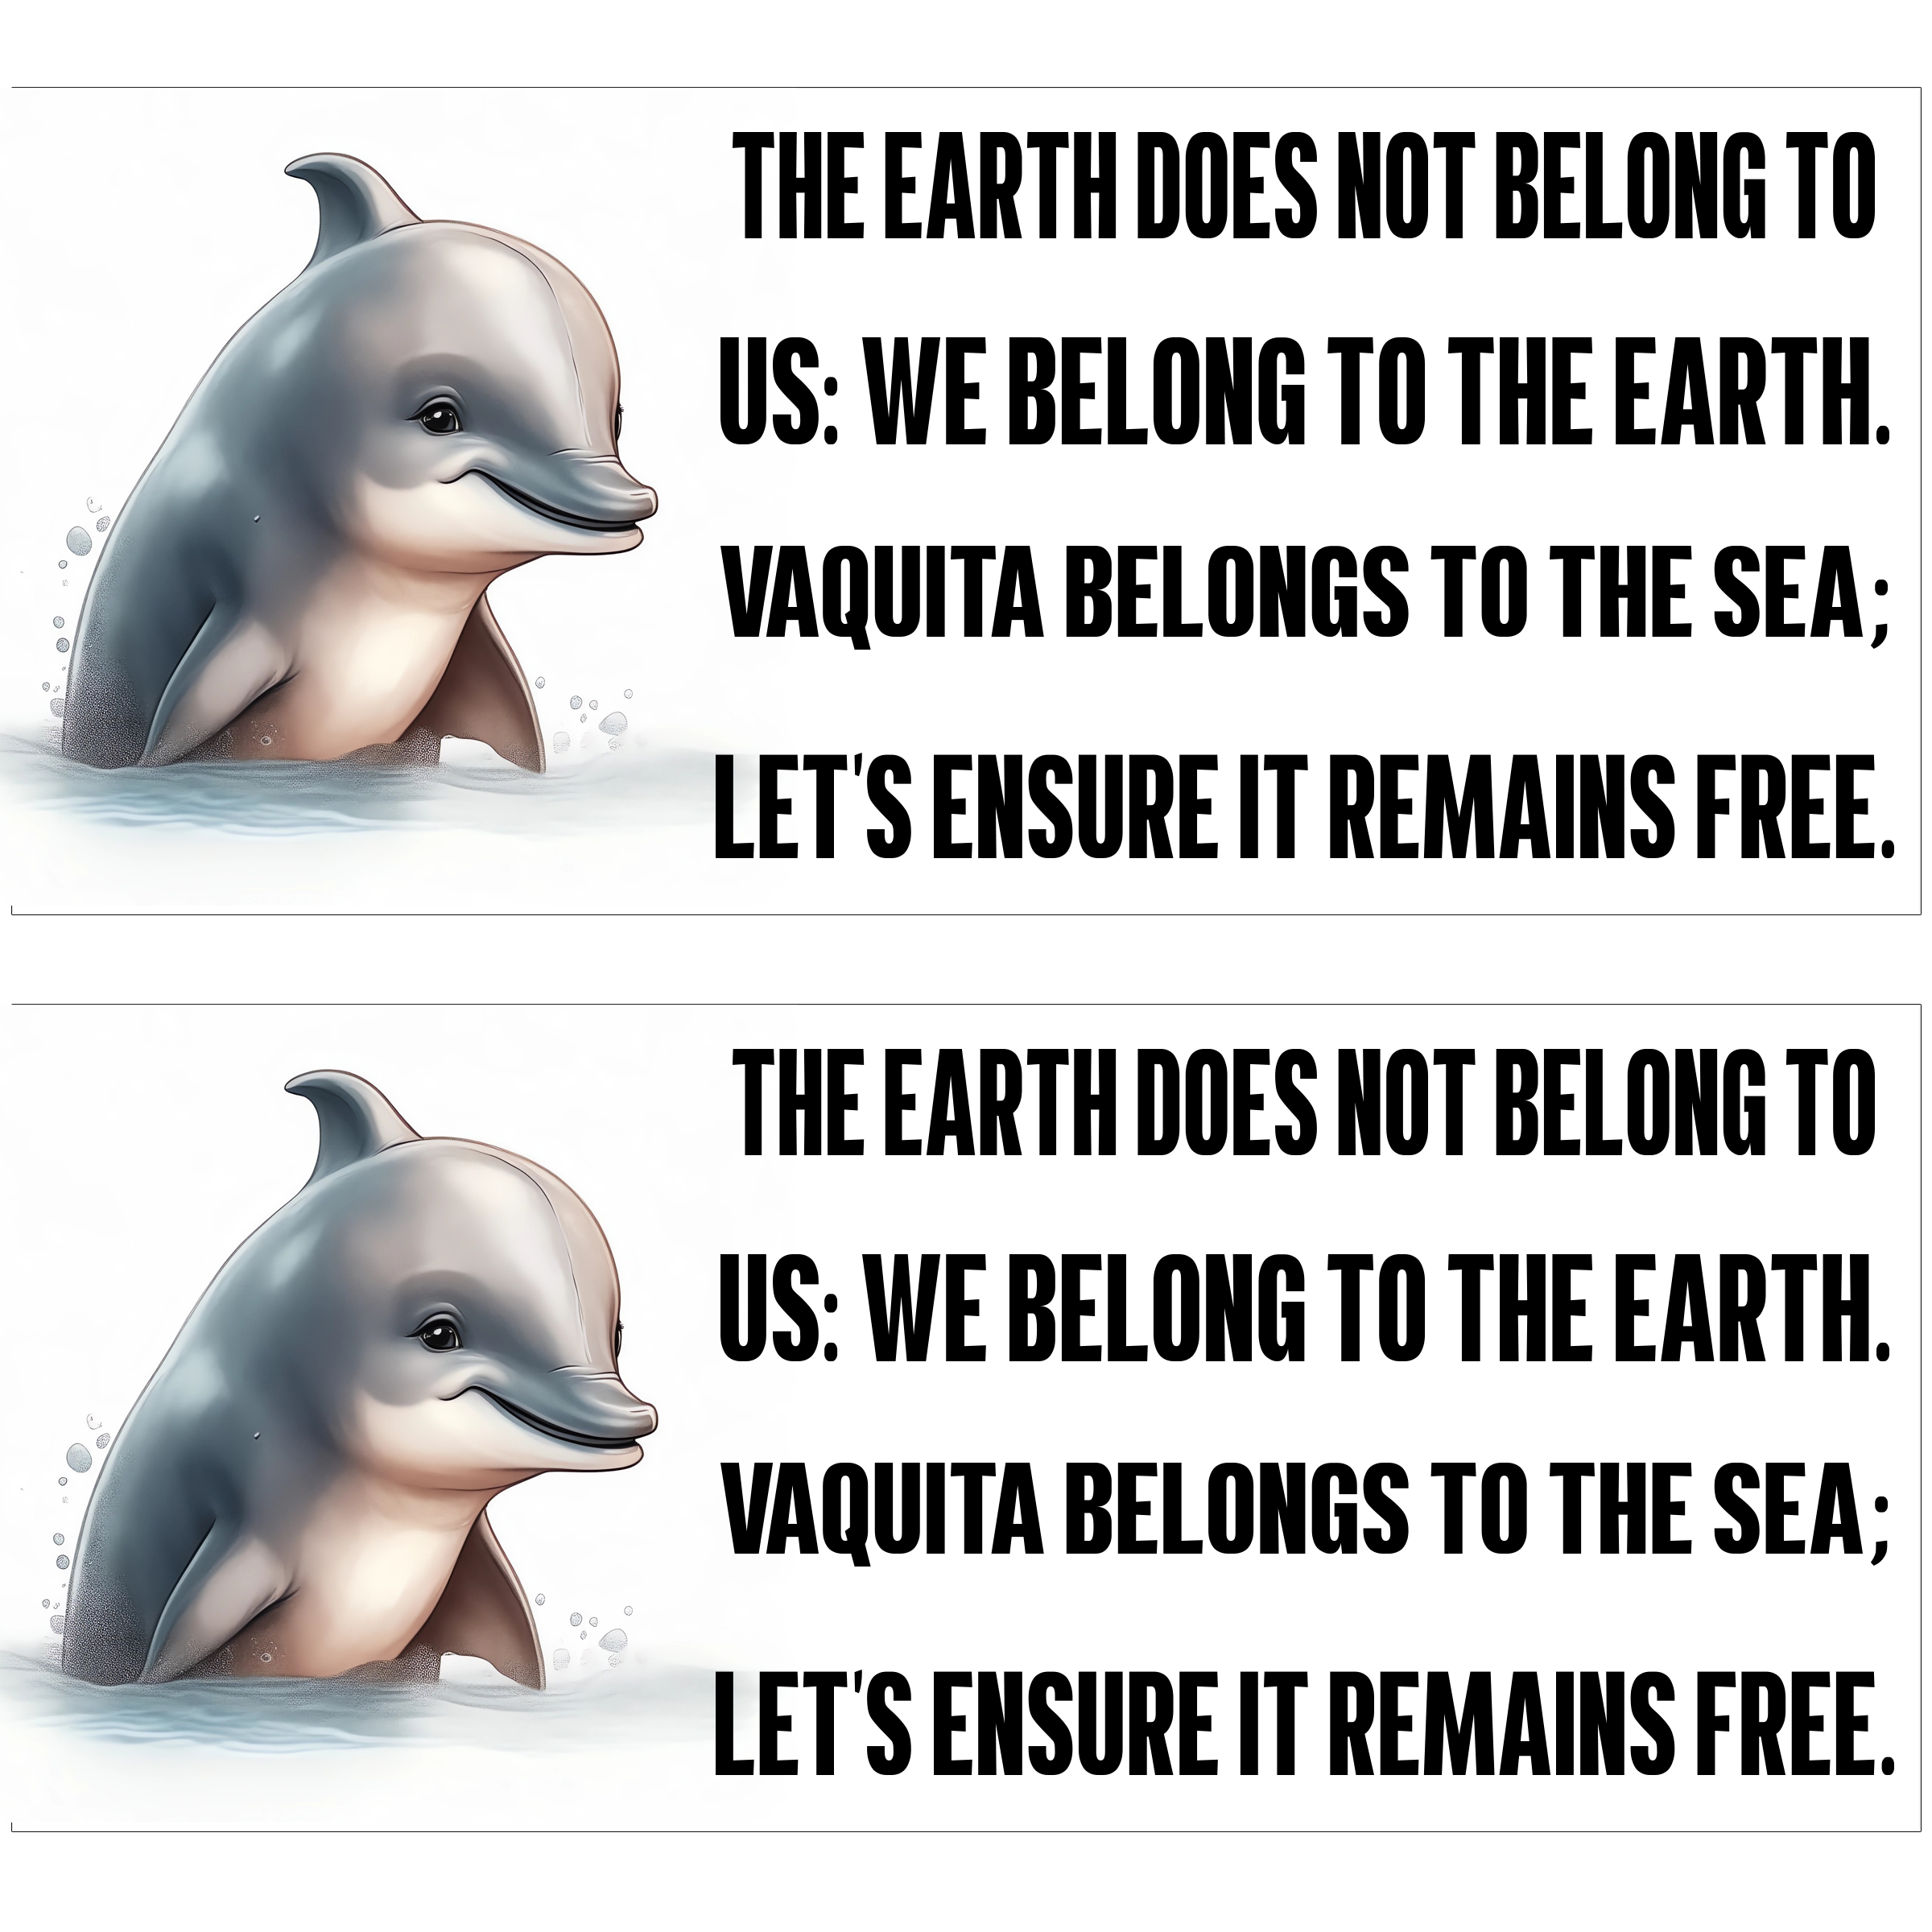 THE EARTH DOES NOT BELONG TO
US: WE BELONG TO THE EARTH.
VAQUITA BELONGS TO THE SEA;
LET'S ENSURE IT REMAINS FREE.
THE EARTH DOES NOT BELONG TO
US: WE BELONG TO THE EARTH.
VAQUITA BELONGS TO THE SEA;
LET'S ENSURE IT REMAINS FREE.